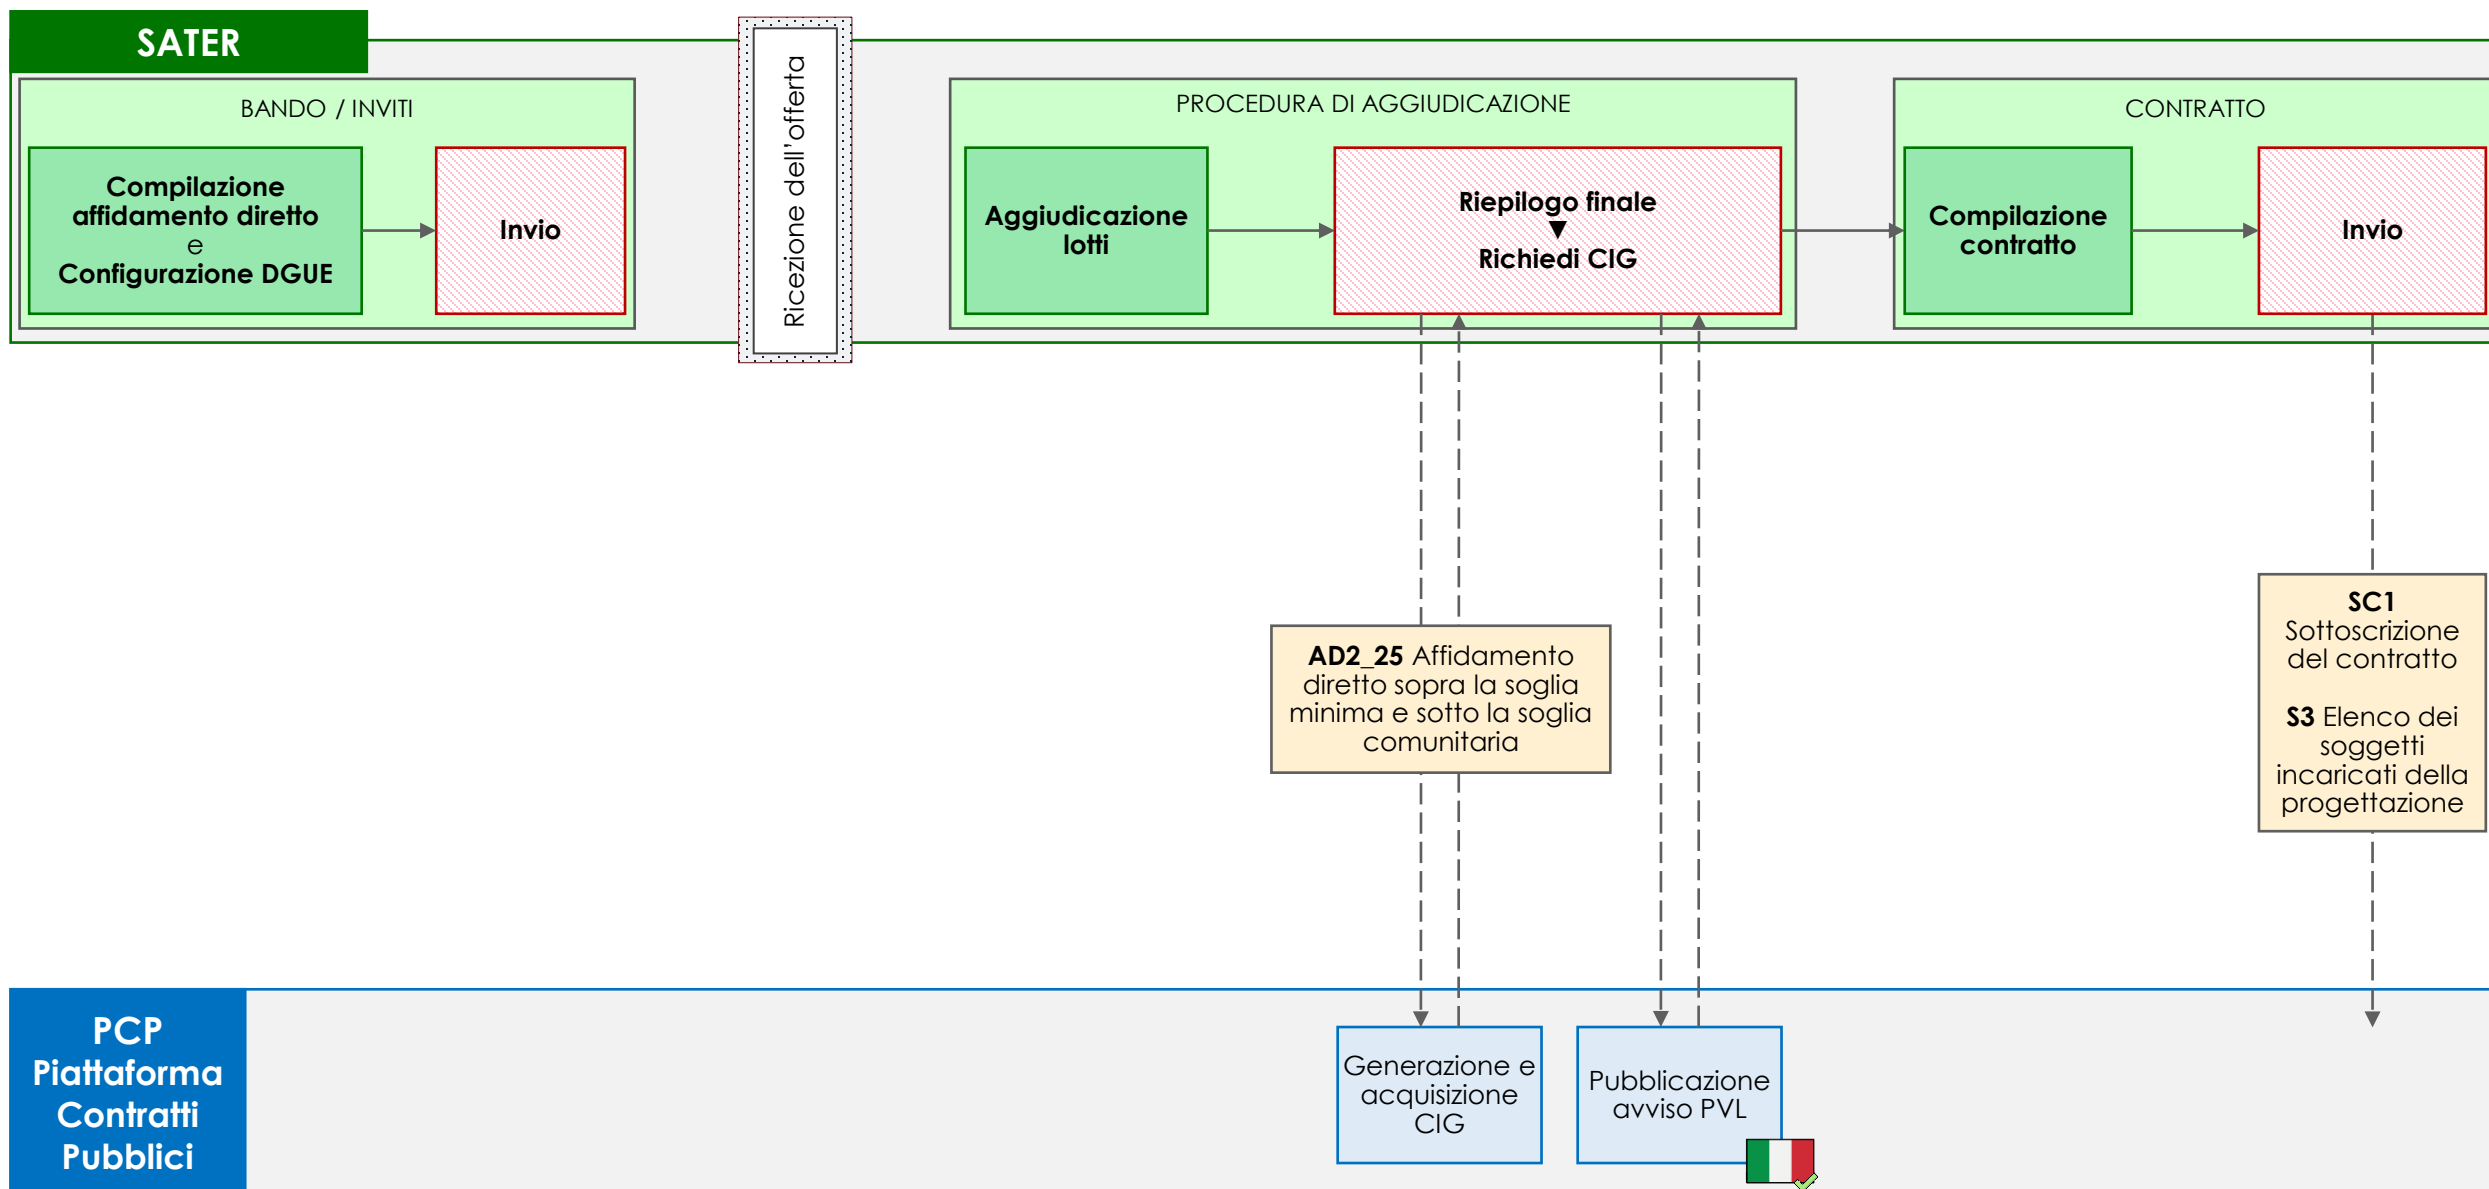 SATER
BANDO / INVITI
Compilazione
affidamento diretto
e
Configurazione DGUE
Invio
Ricezione dell'offerta
PROCEDURA DI AGGIUDICAZIONE
Aggiudicazione
lotti
Riepilogo finale
▼
Richiedi CIG
CONTRATTO
Compilazione
contratto
Invio
AD2_25 Affidamento
diretto sopra la soglia
minima e sotto la soglia
comunitaria
SC1
Sottoscrizione
del contratto
S3 Elenco dei
soggetti
incaricati della
progettazione
PCP
Piattaforma
Contratti
Pubblici
Generazione e
acquisizione
CIG
Pubblicazione
avviso PVL